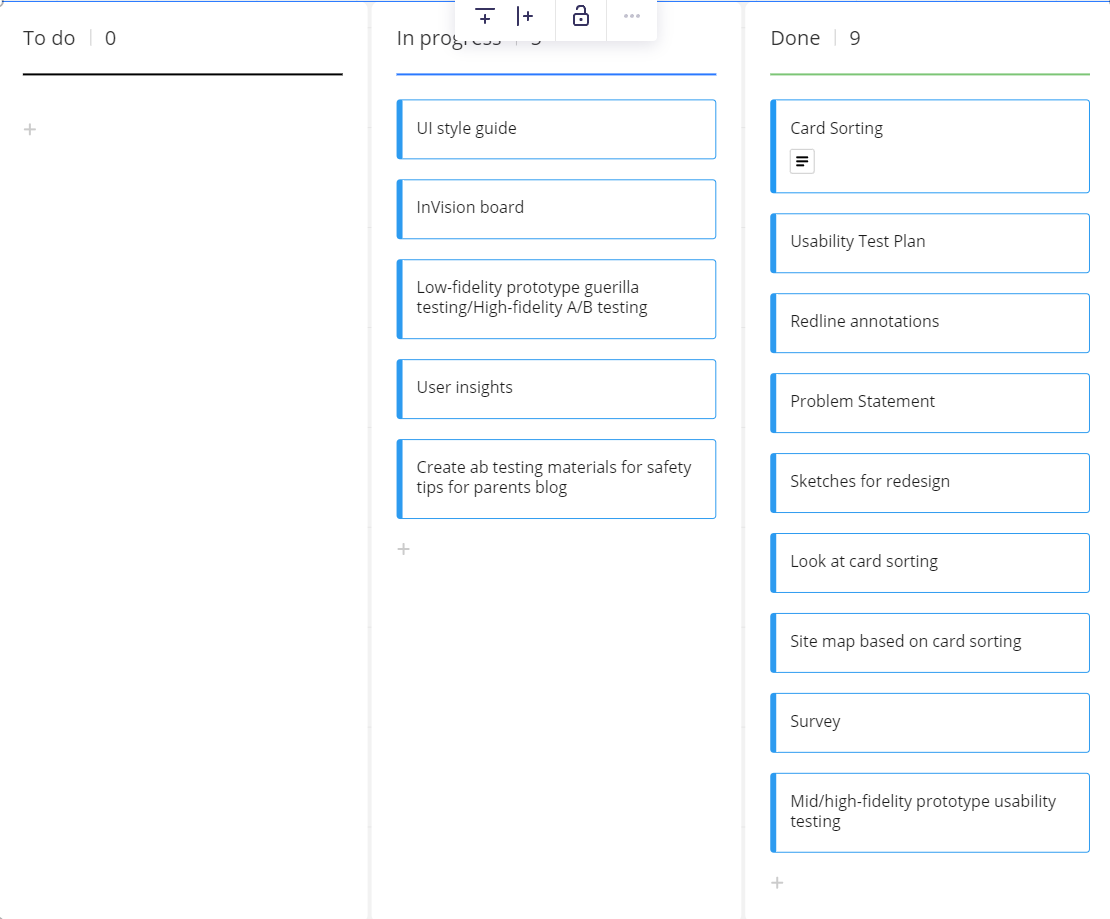 To do | 0
In progress | 5
Done | 9
UI style guide
InVision board
Low-fidelity prototype guerilla
testing/High-fidelity A/B testing
User insights
Create ab testing materials for safety
tips for parents blog
Card Sorting
Usability Test Plan
Redline annotations
Problem Statement
Sketches for redesign
Look at card sorting
Site map based on card sorting
Survey
Mid/high-fidelity prototype usability
testing